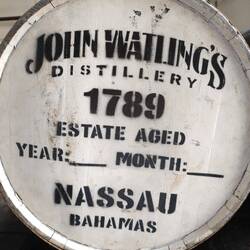 JOHN WATLING'S
DISTILLERY
1789
ESTATE AGED
YEAR:___ MONTH:___
NASSAU
BAHAMAS